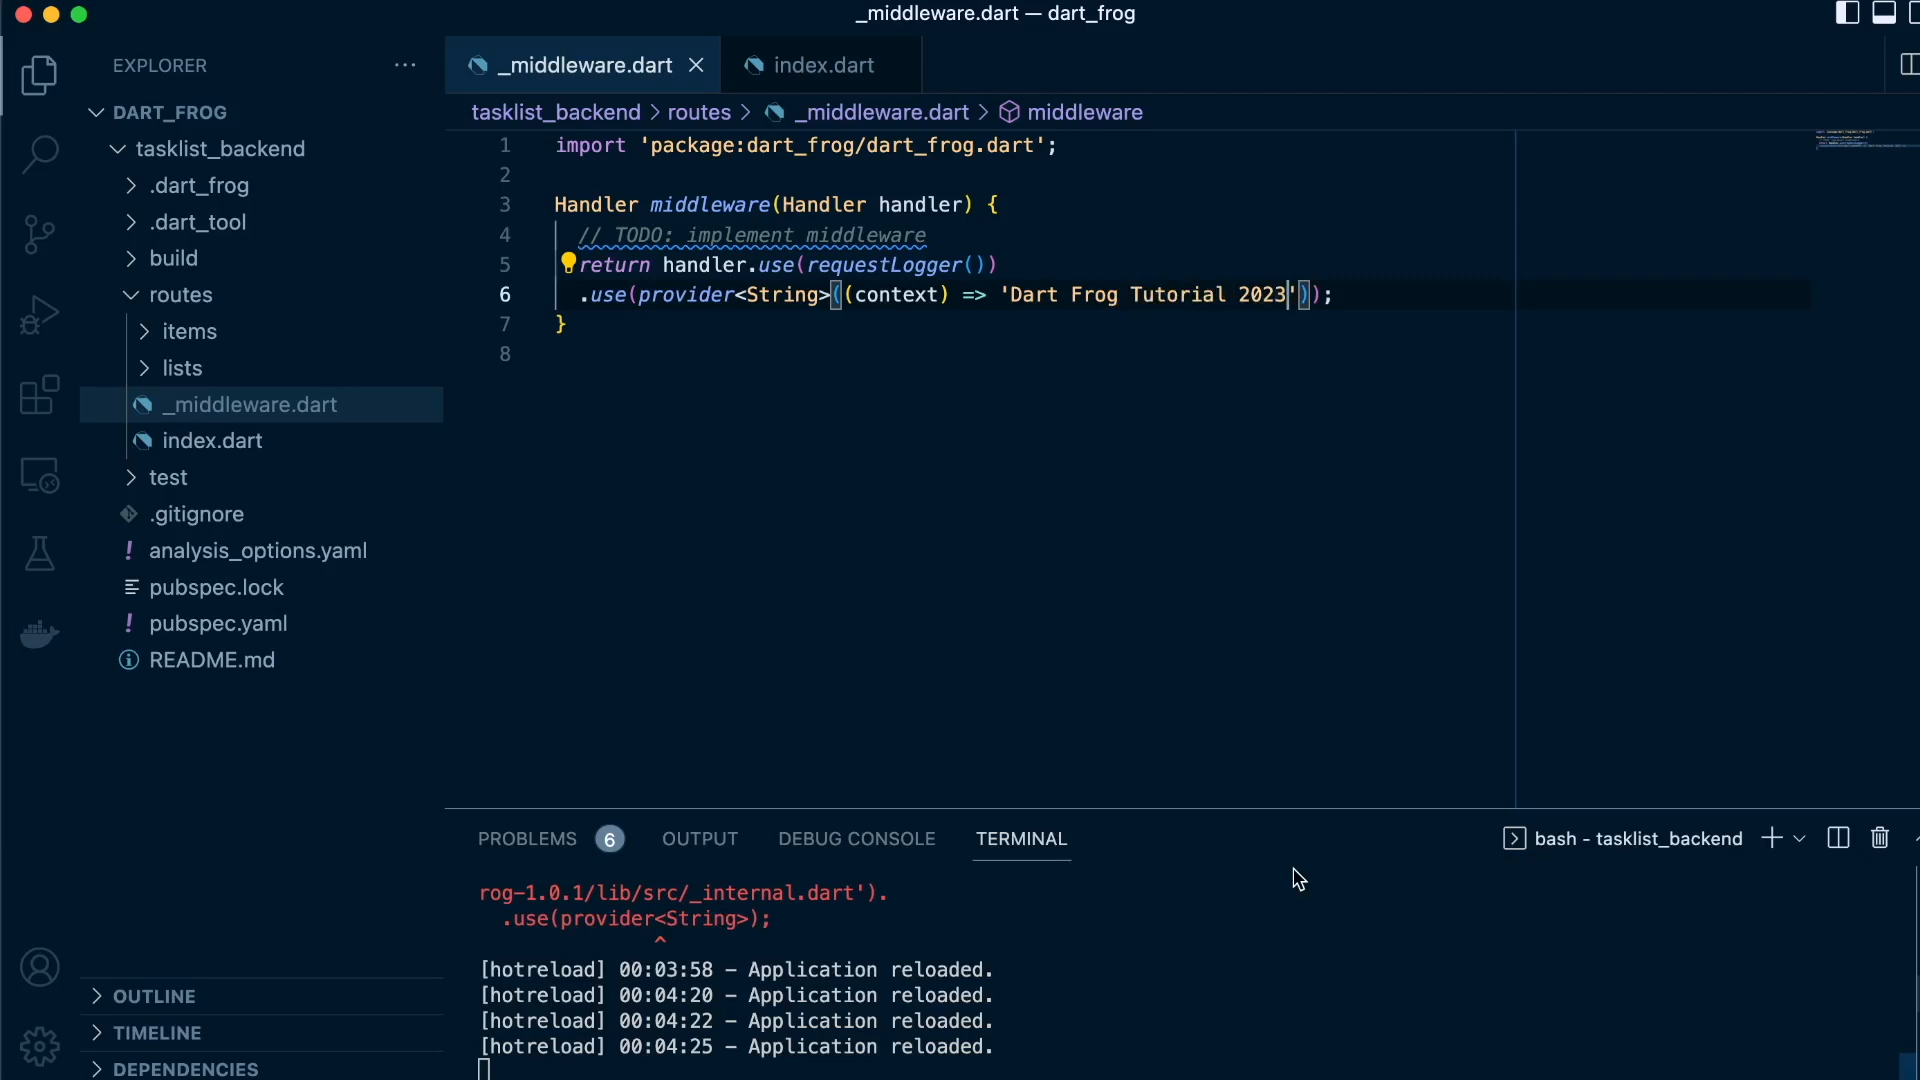 _middleware.dart — dart_frog
EXPLORER
DART_FROG
tasklist_backend
.dart_frog
.dart_tool
build
routes
items
lists
_middleware.dart
index.dart
test
.gitignore
analysis_options.yaml
pubspec.lock
pubspec.yaml
README.md
OUTLINE
TIMELINE
DEPENDENCIES
_middleware.dart
index.dart
tasklist_backend > routes > _middleware.dart > middleware
1 import 'package:dart_frog/dart_frog.dart';
2
3 Handler middleware(Handler handler) {
4 // TODO: implement middleware
5 return handler.use(requestLogger())
6 .use(provider<String>((context) => 'Dart Frog Tutorial 2023'));
7 }
8
PROBLEMS 6 OUTPUT DEBUG CONSOLE TERMINAL
bash - tasklist_backend
rog-1.0.1/lib/src/_internal.dart').
.use(provider<String>);
^
[hotreload] 00:03:58 - Application reloaded.
[hotreload] 00:04:20 - Application reloaded.
[hotreload] 00:04:22 - Application reloaded.
[hotreload] 00:04:25 - Application reloaded.